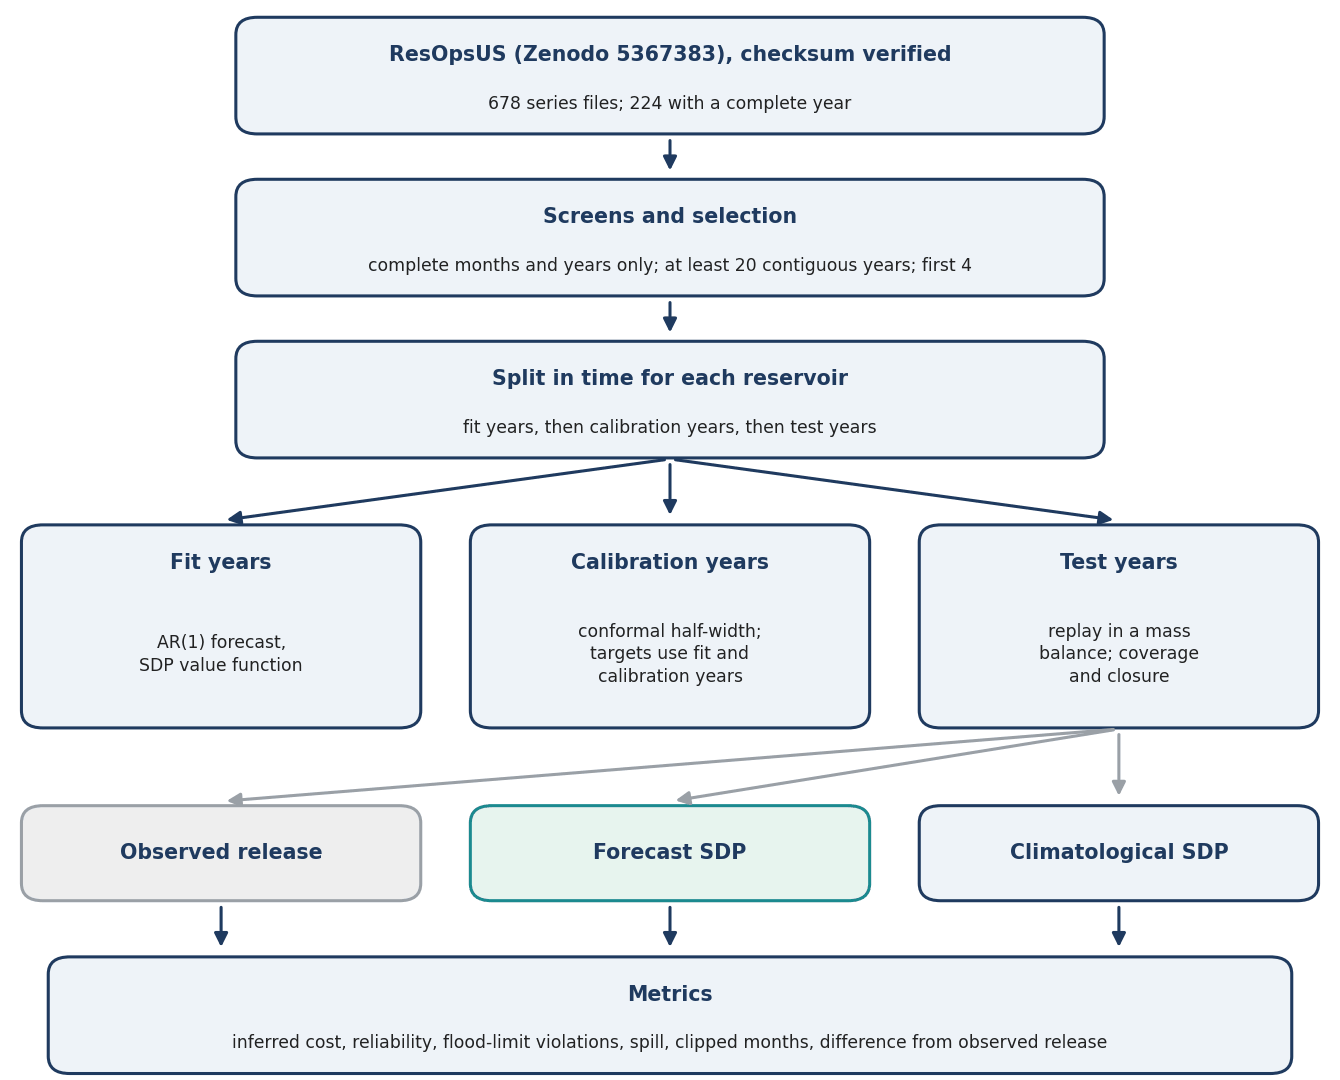 ResOpsUS (Zenodo 5367383), checksum verified
678 series files; 224 with a complete year
Screens and selection
complete months and years only; at least 20 contiguous years; first 4
Split in time for each reservoir
fit years, then calibration years, then test years
Fit years
AR(1) forecast,
SDP value function
Calibration years
conformal half-width;
targets use fit and
calibration years
Test years
replay in a mass
balance; coverage
and closure
Observed release
Forecast SDP
Climatological SDP
Metrics
inferred cost, reliability, flood-limit violations, spill, clipped months, difference from observed release